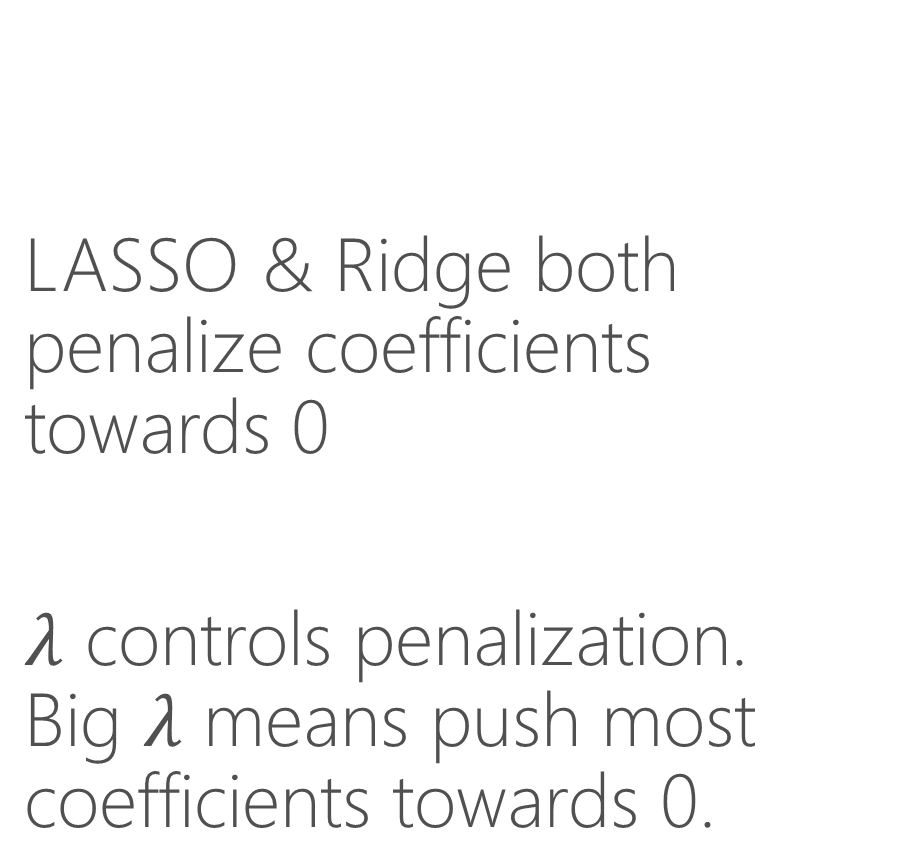 LASSO & Ridge both
penalize coefficients
towards 0
λ controls penalization.
Big λ means push most
coefficients towards 0.